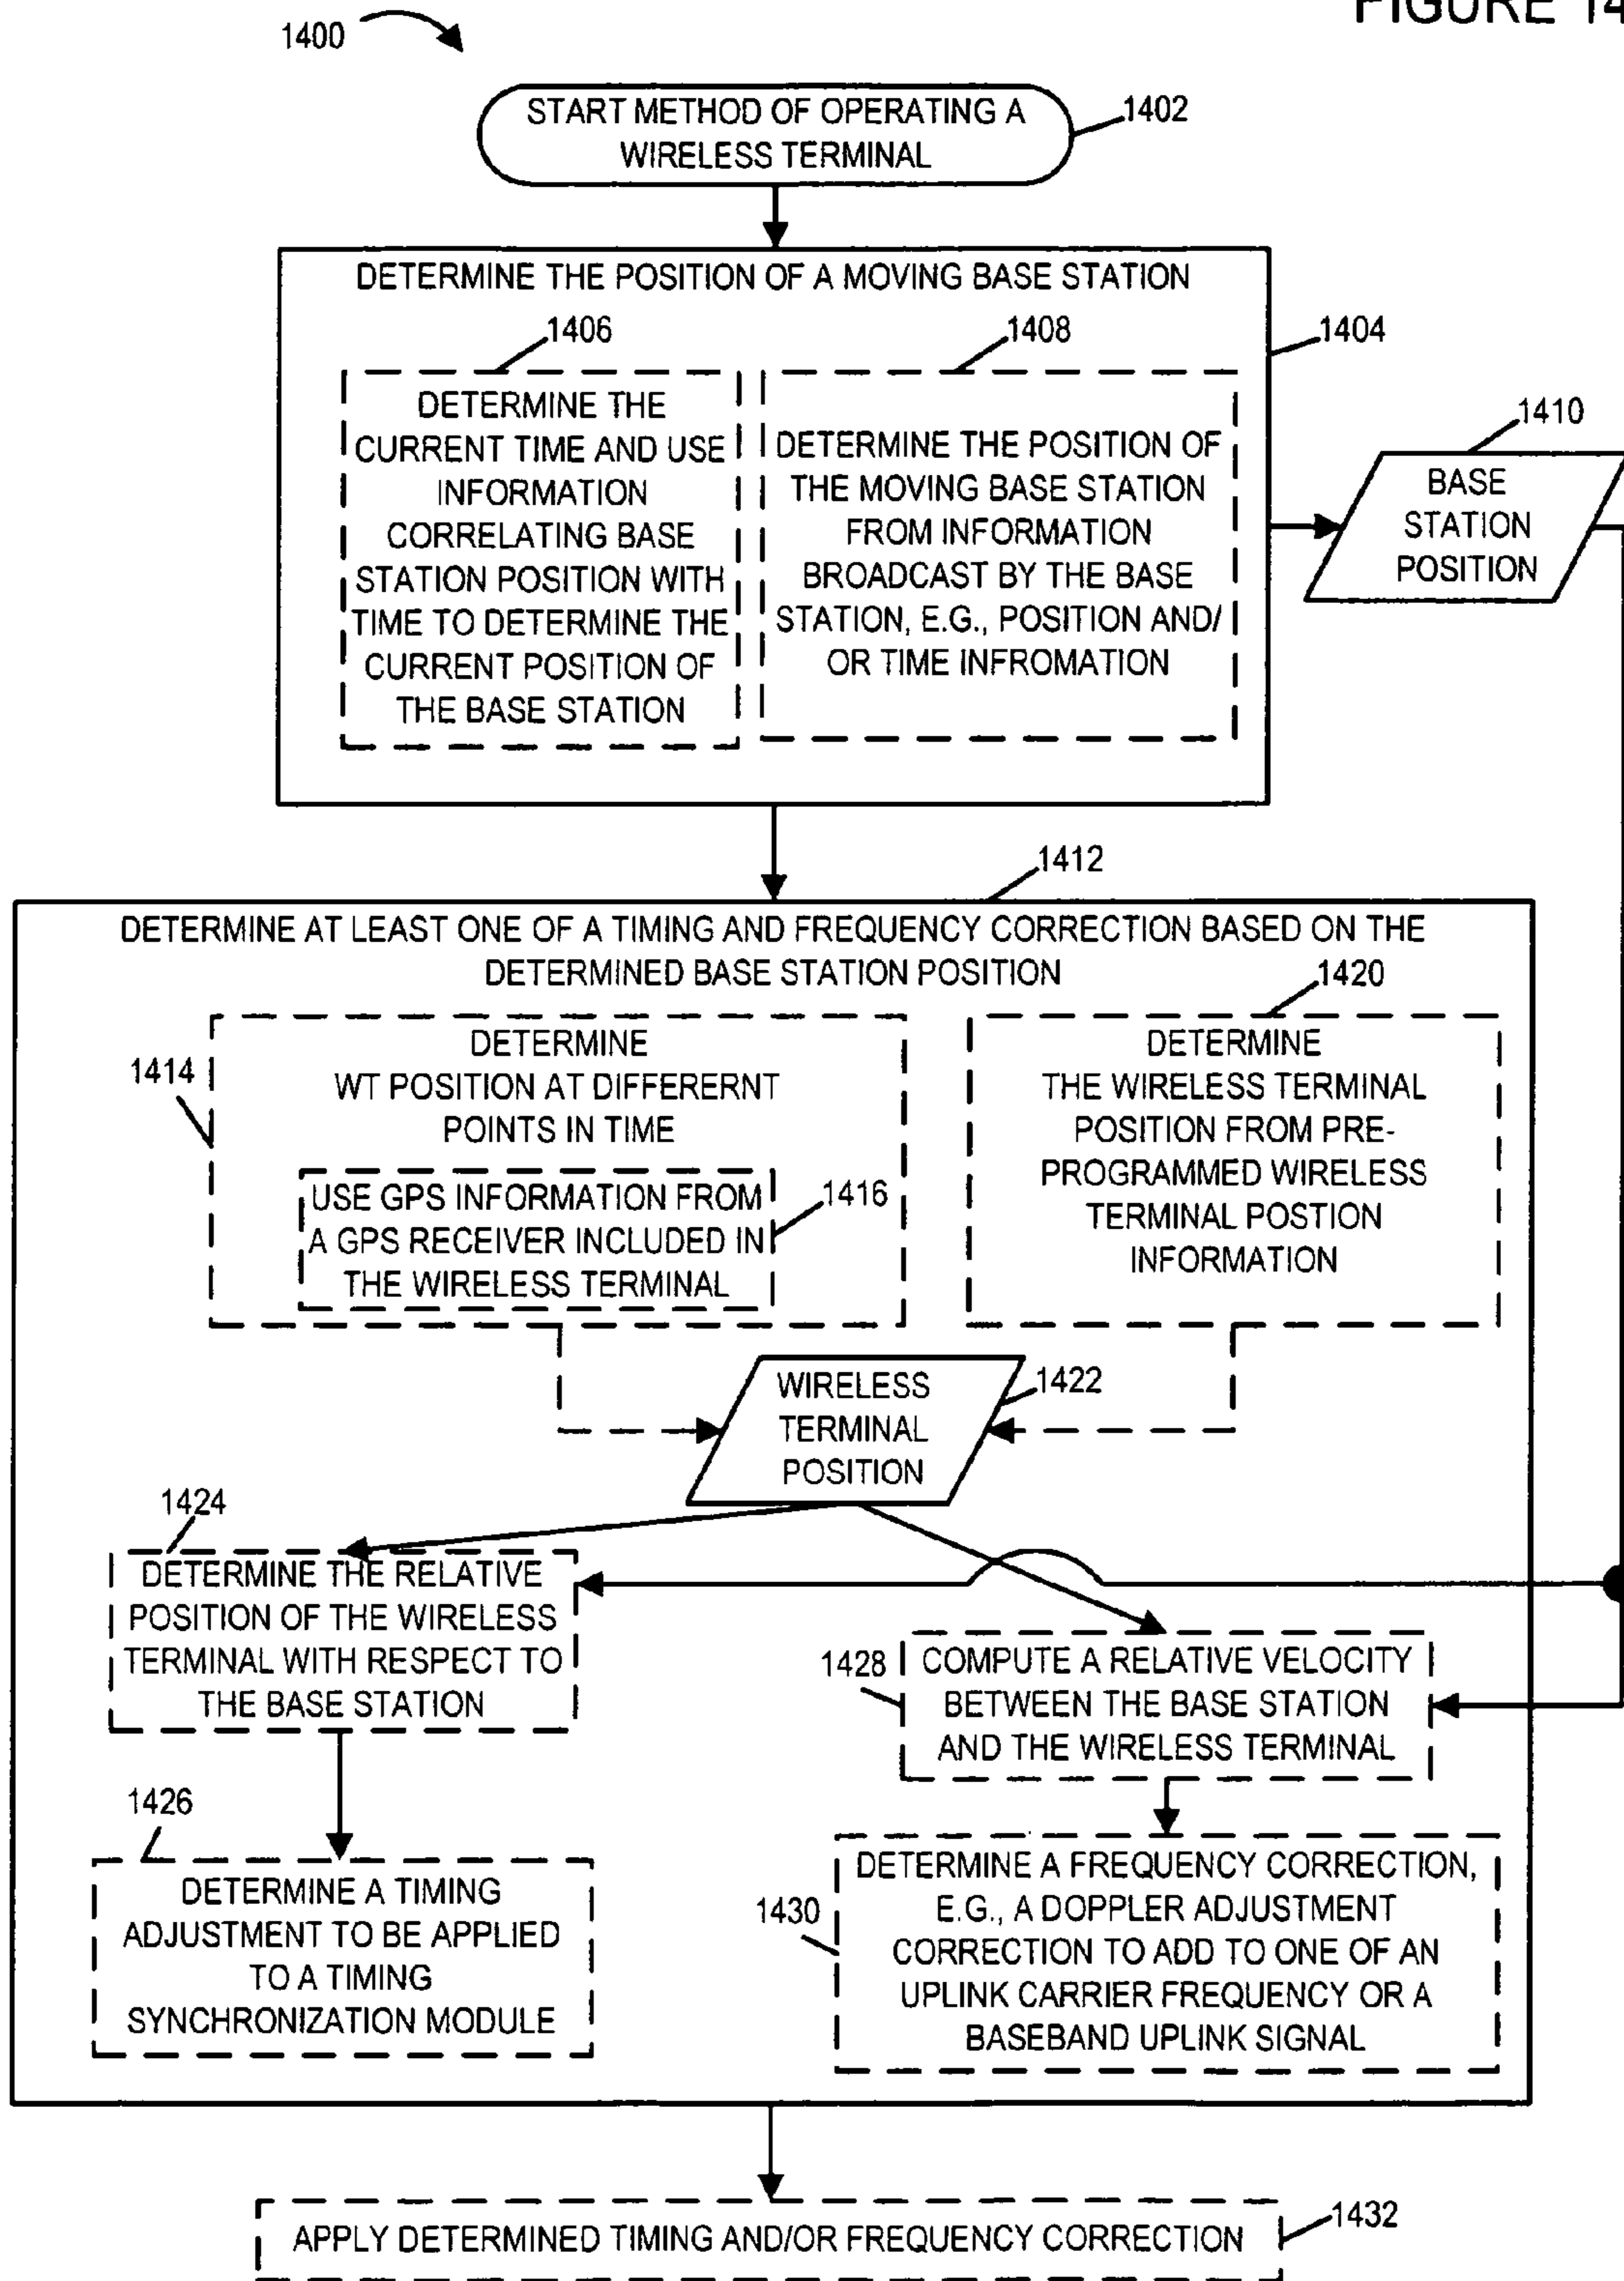 FIGURE 14
1400
START METHOD OF OPERATING A
WIRELESS TERMINAL
1402
DETERMINE THE POSITION OF A MOVING BASE STATION
1404
1406
DETERMINE THE
CURRENT TIME AND USE
INFORMATION
CORRELATING BASE
STATION POSITION WITH
TIME TO DETERMINE THE
CURRENT POSITION OF
THE BASE STATION
1408
DETERMINE THE POSITION OF
THE MOVING BASE STATION
FROM INFORMATION
BROADCAST BY THE BASE
STATION, E.G., POSITION AND/
OR TIME INFROMATION
1410
BASE
STATION
POSITION
1412
DETERMINE AT LEAST ONE OF A TIMING AND FREQUENCY CORRECTION BASED ON THE
DETERMINED BASE STATION POSITION
1414
DETERMINE
WT POSITION AT DIFFERERNT
POINTS IN TIME
USE GPS INFORMATION FROM
A GPS RECEIVER INCLUDED IN
THE WIRELESS TERMINAL
1416
1420
DETERMINE
THE WIRELESS TERMINAL
POSITION FROM PRE-
PROGRAMMED WIRELESS
TERMINAL POSTION
INFORMATION
WIRELESS
TERMINAL
POSITION
1422
1424
DETERMINE THE RELATIVE
POSITION OF THE WIRELESS
TERMINAL WITH RESPECT TO
THE BASE STATION
1428
COMPUTE A RELATIVE VELOCITY
BETWEEN THE BASE STATION
AND THE WIRELESS TERMINAL
1426
DETERMINE A TIMING
ADJUSTMENT TO BE APPLIED
TO A TIMING
SYNCHRONIZATION MODULE
1430
DETERMINE A FREQUENCY CORRECTION,
E.G., A DOPPLER ADJUSTMENT
CORRECTION TO ADD TO ONE OF AN
UPLINK CARRIER FREQUENCY OR A
BASEBAND UPLINK SIGNAL
APPLY DETERMINED TIMING AND/OR FREQUENCY CORRECTION
1432